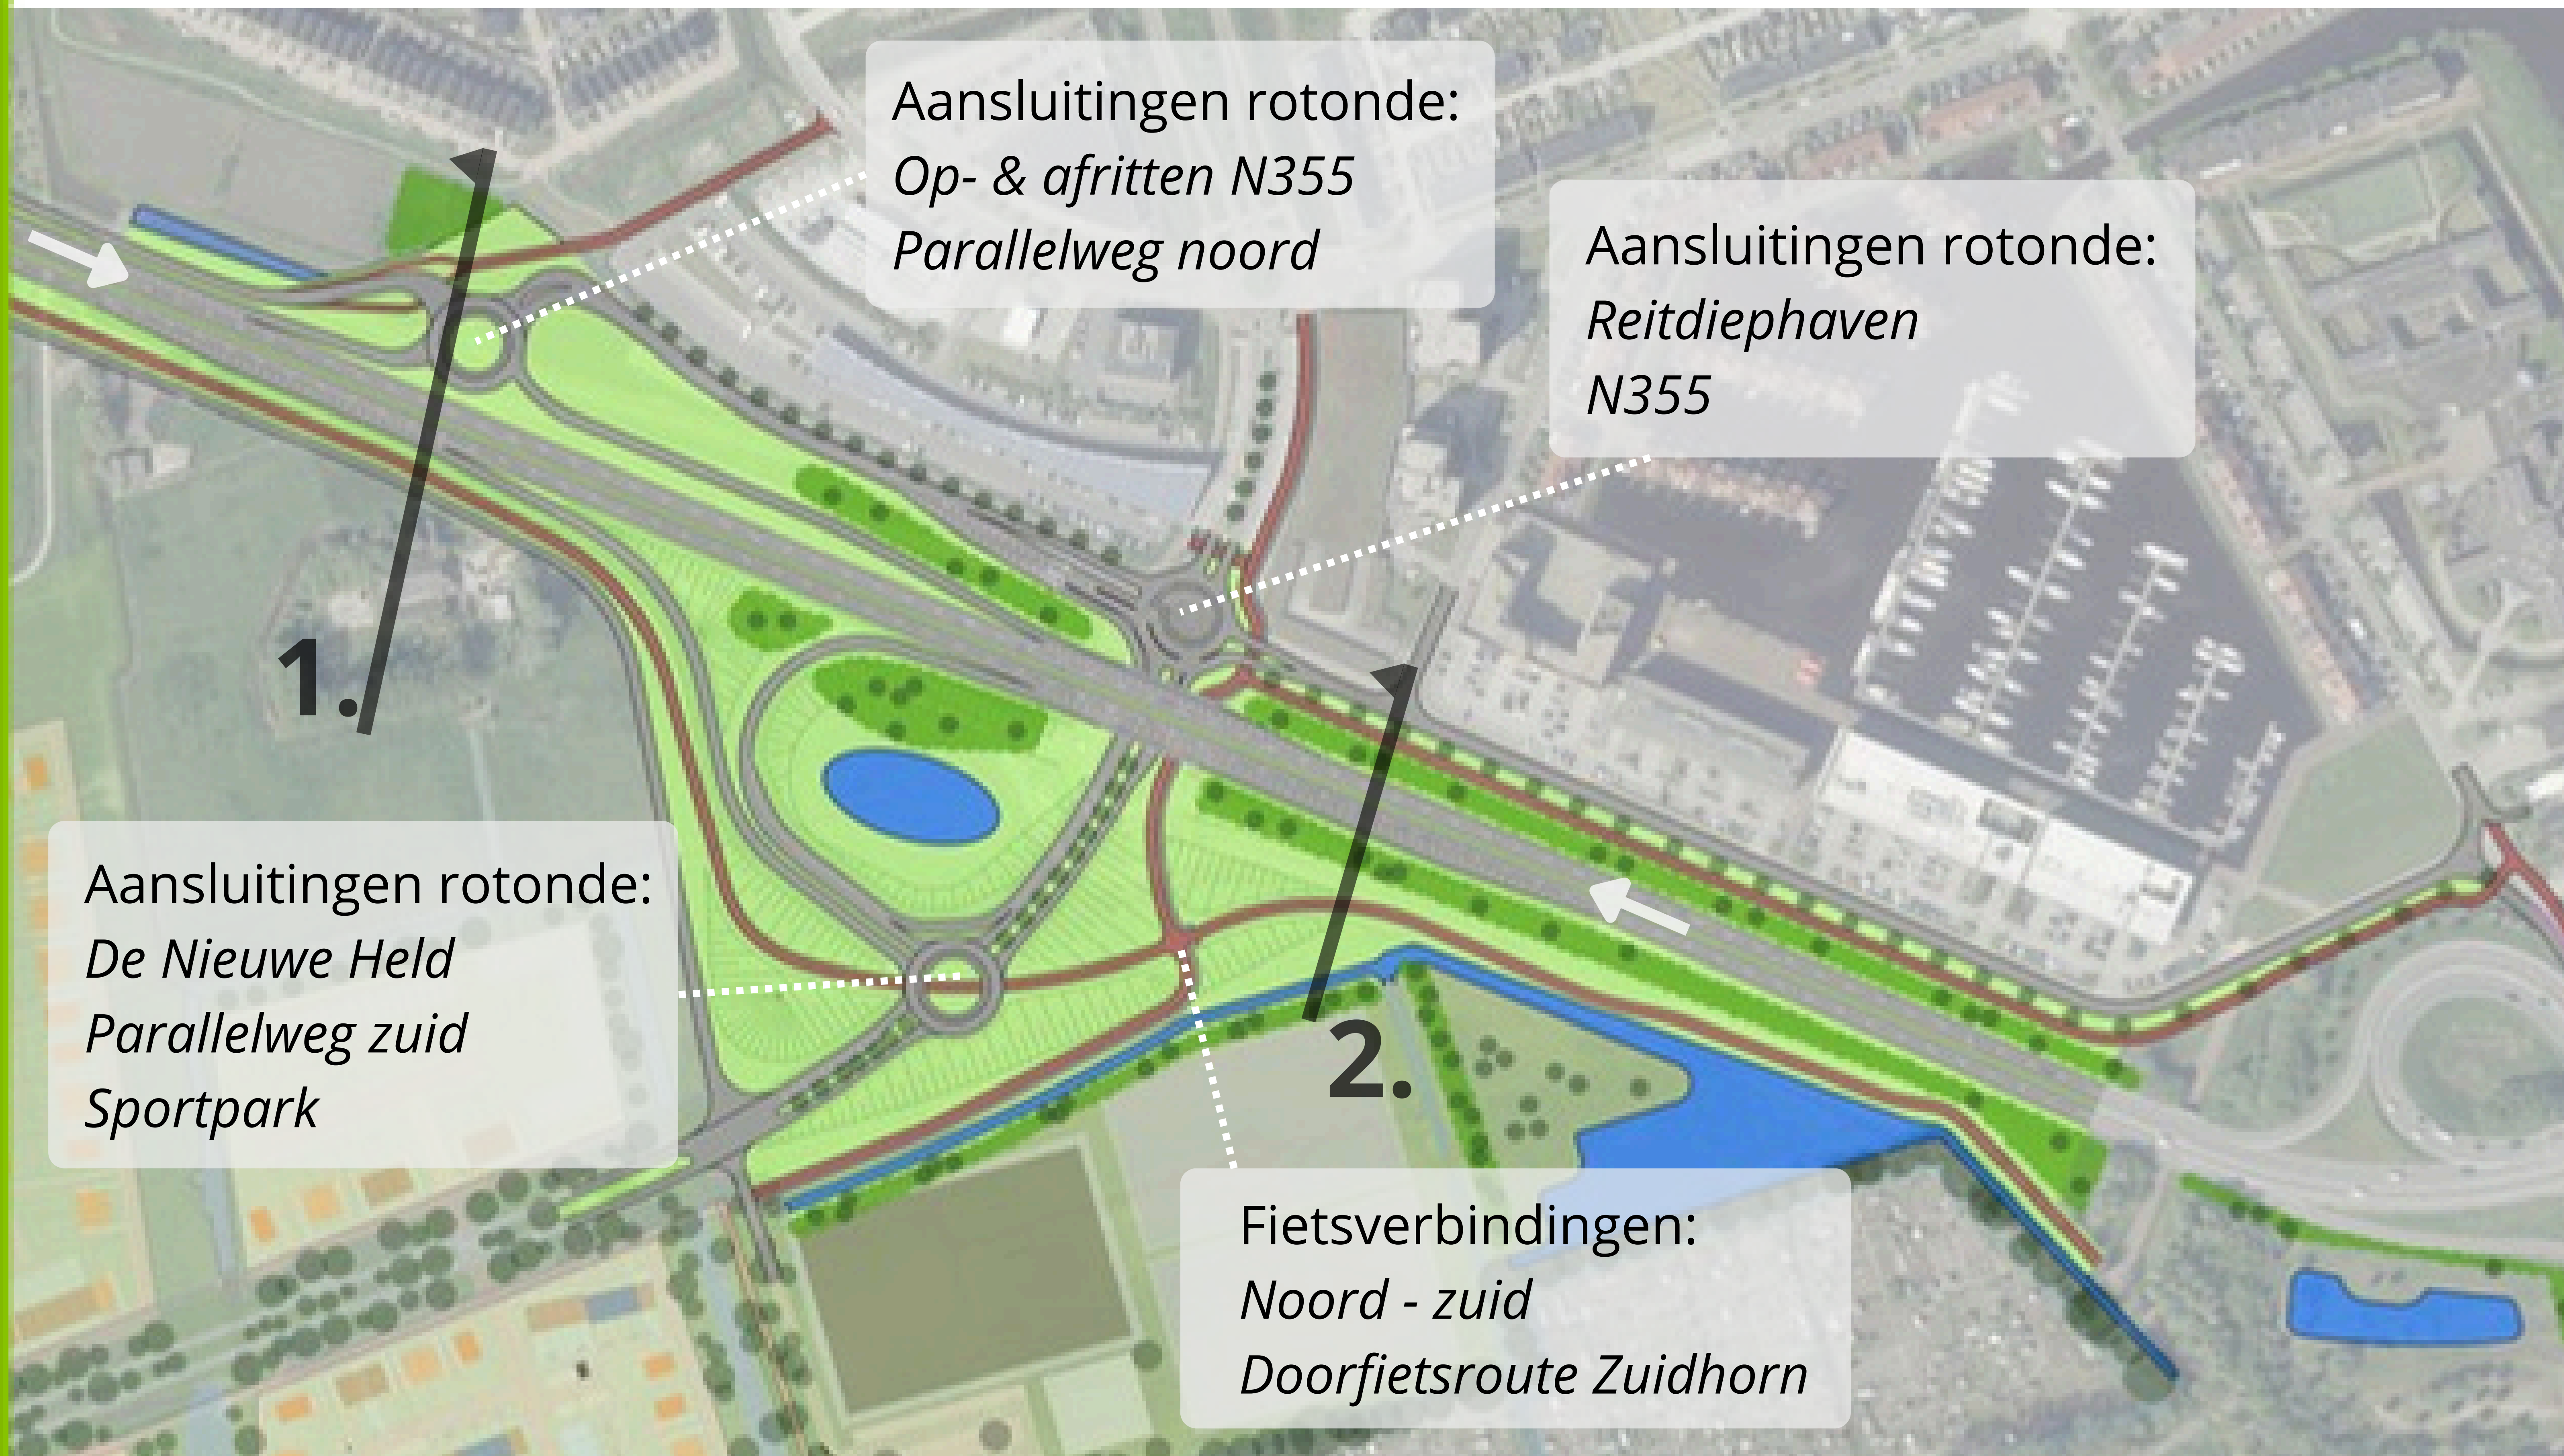 Aansluitingen rotonde:
Op- & afritten N355
Parallelweg noord
Aansluitingen rotonde:
Reitdiephaven
N355
1.
Aansluitingen rotonde:
De Nieuwe Held
Parallelweg zuid
Sportpark
2.
Fietsverbindingen:
Noord - zuid
Doorfietsroute Zuidhorn